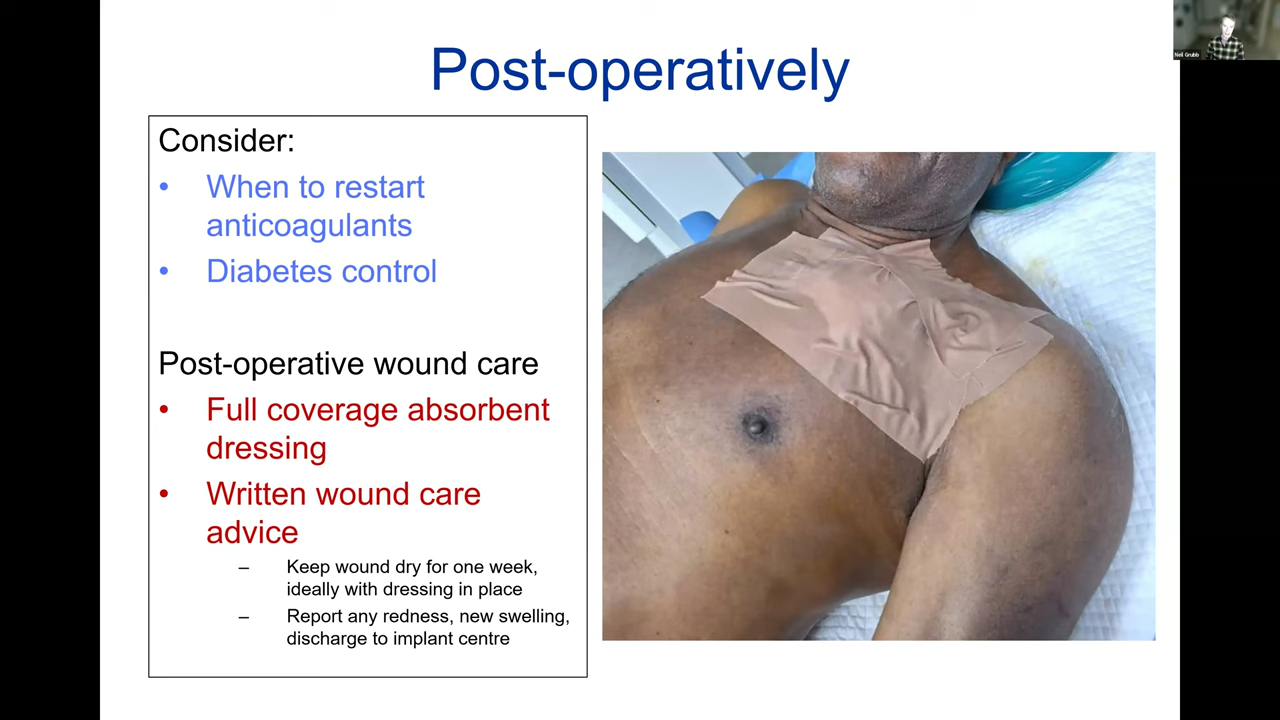 Post-operatively
Consider:
• When to restart
anticoagulants
• Diabetes control
Post-operative wound care
• Full coverage absorbent
dressing
• Written wound care
advice
– Keep wound dry for one week,
ideally with dressing in place
– Report any redness, new swelling,
discharge to implant centre
Neil Grubb